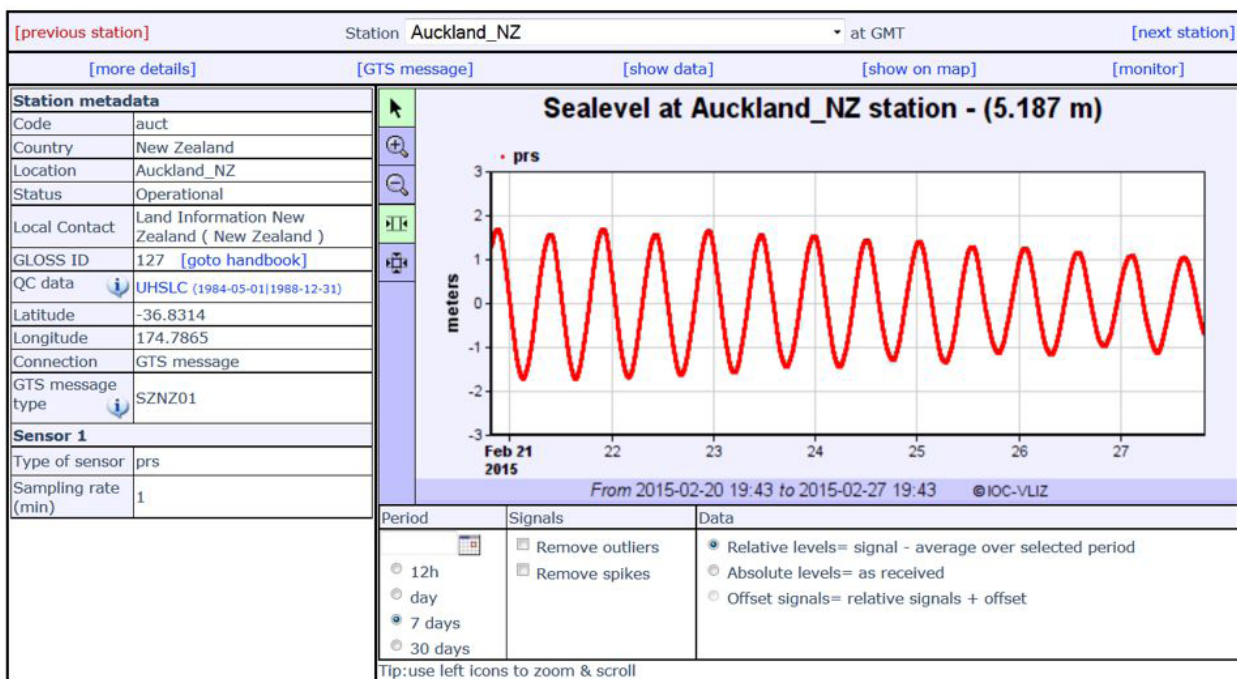 [previous station] Station Auckland_NZ at GMT [next station]
[more details] [GTS message] [show data] [show on map] [monitor]
Station metadata
Code auct
Country New Zealand
Location Auckland_NZ
Status Operational
Local Contact Land Information New
Zealand ( New Zealand )
GLOSS ID 127 [goto handbook]
QC data i UHSLC (1984-05-01|1988-12-31)
Latitude -36.8314
Longitude 174.7865
Connection GTS message
GTS message
type i SZNZ01
Sensor 1
Type of sensor prs
Sampling rate
(min) 1
Sealevel at Auckland_NZ station - (5.187 m)
prs
meters
3
2
1
0
-1
-2
-3
Feb 21 22 23 24 25 26 27
2015
From 2015-02-20 19:43 to 2015-02-27 19:43 ©IOC-VLIZ
Period Signals Data
Remove outliers Relative levels= signal - average over selected period
12h Remove spikes Absolute levels= as received
day Offset signals= relative signals + offset
7 days
30 days
Tip:use left icons to zoom & scroll